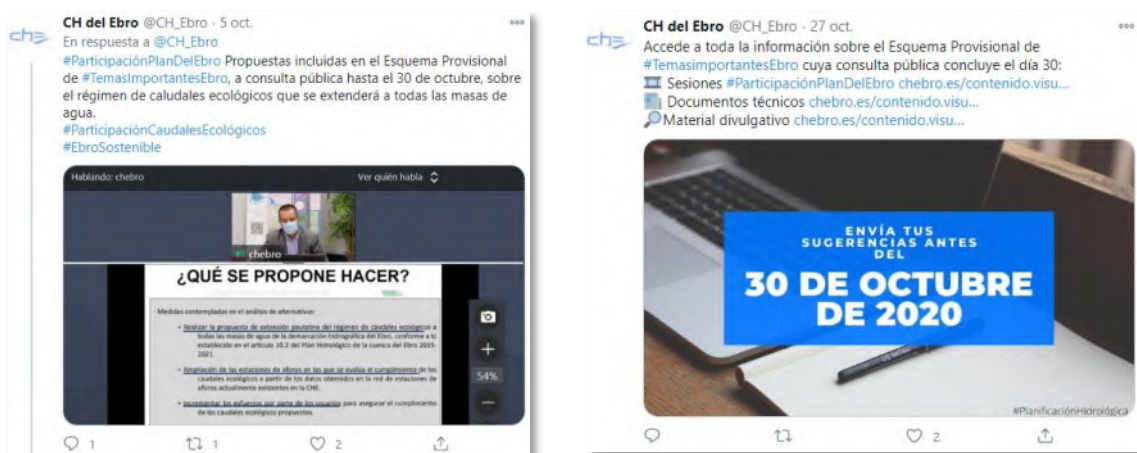 che
CH del Ebro @CH_Ebro · 5 oct.
En respuesta a @CH_Ebro
#ParticipaciónPlanDelEbro Propuestas incluidas en el Esquema Provisional
de #TemasImportantesEbro, a consulta pública hasta el 30 de octubre, sobre
el régimen de caludales ecológicos que se extenderá a todas las masas de
agua.
#ParticipaciónCaudalesEcológicos
#EbroSostenible
Hablando: chebro
Ver quién habla
chebro
¿QUÉ SE PROPONE HACER?
Medidas contempladas en el análisis de alternativas:
Realizar la propuesta de extensión paulatina del régimen de caudales ecológicos a
todas las masas de agua de la demarcación hidrográfica del Ebro, conforme a lo
establecido en el artículo 10.2 del Plan Hidrológico de la cuenca del Ebro 2015-
2021.
Ampliación de las estaciones de aforos en las que se evalúa el cumplimiento de los
caudales ecológicos a partir de los datos obtenidos en la red de estaciones de
aforos actualmente existentes en la CHE.
Incrementar los esfuerzos por parte de los usuarios para asegurar el cumplimiento
de los caudales ecológicos propuestos.
54%
1
1
2
che
CH del Ebro @CH_Ebro · 27 oct.
Accede a toda la información sobre el Esquema Provisional de
#TemasimportantesEbro cuya consulta pública concluye el día 30:
Sesiones #ParticipaciónPlanDelEbro chebro.es/contenido.visu...
Documentos técnicos chebro.es/contenido.visu...
Material divulgativo chebro.es/contenido.visu...
ENVÍA TUS
SUGERENCIAS ANTES
DEL
30 DE OCTUBRE
DE 2020
#PlanificaciónHidrológica
2